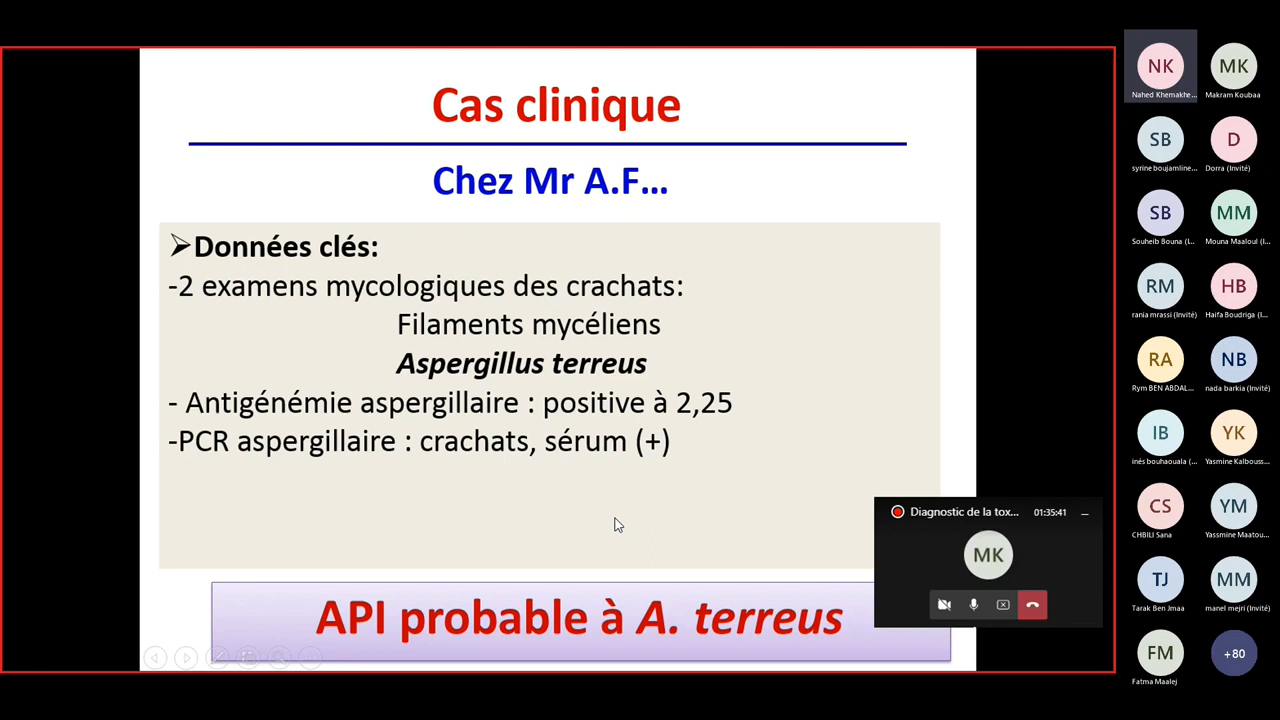 Cas clinique
Chez Mr A.F...
➢Données clés:
-2 examens mycologiques des crachats:
Filaments mycéliens
Aspergillus terreus
- Antigénémie aspergillaire : positive à 2,25
-PCR aspergillaire : crachats, sérum (+)
API probable à A. terreus
Diagnostic de la tox... 01:35:41
MK
NK MK
Nahed Khemakhe... Makram Koubaa
SB D
syrine boujamline... Dorra (Invité)
SB MM
Souheib Bouna (I... Mouna Maaloul (I...
RM HB
rania mrassi (Invité) Haifa Boudriga (I...
RA NB
Rym BEN ABDAL... nada barkia (Invité)
IB YK
inés bouhaouala (... Yasmine Kalbouss...
CS YM
CHBILI Sana Yassmine Maatou...
TJ MM
Tarak Ben Jmaa manel mejri (Invité)
FM +80
Fatma Maalej